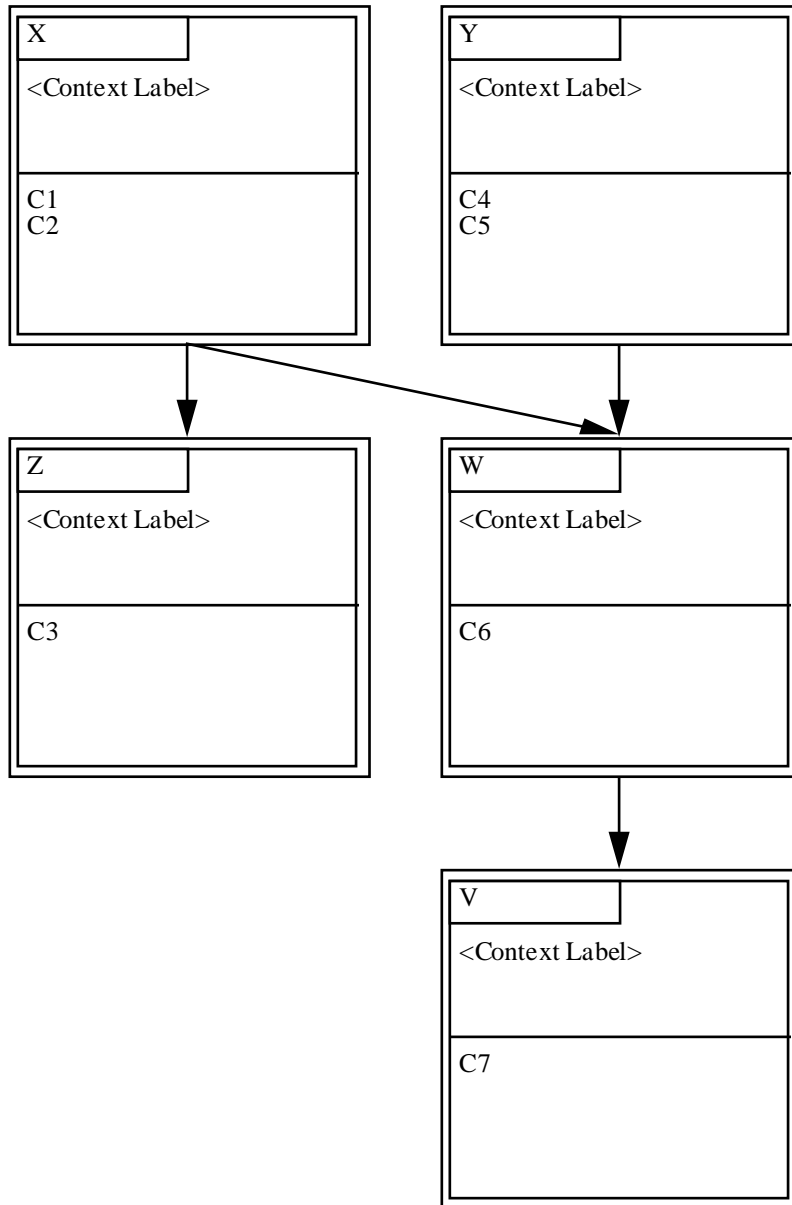 X
<Context Label>
C1
C2
Y
<Context Label>
C4
C5
Z
<Context Label>
C3
W
<Context Label>
C6
V
<Context Label>
C7